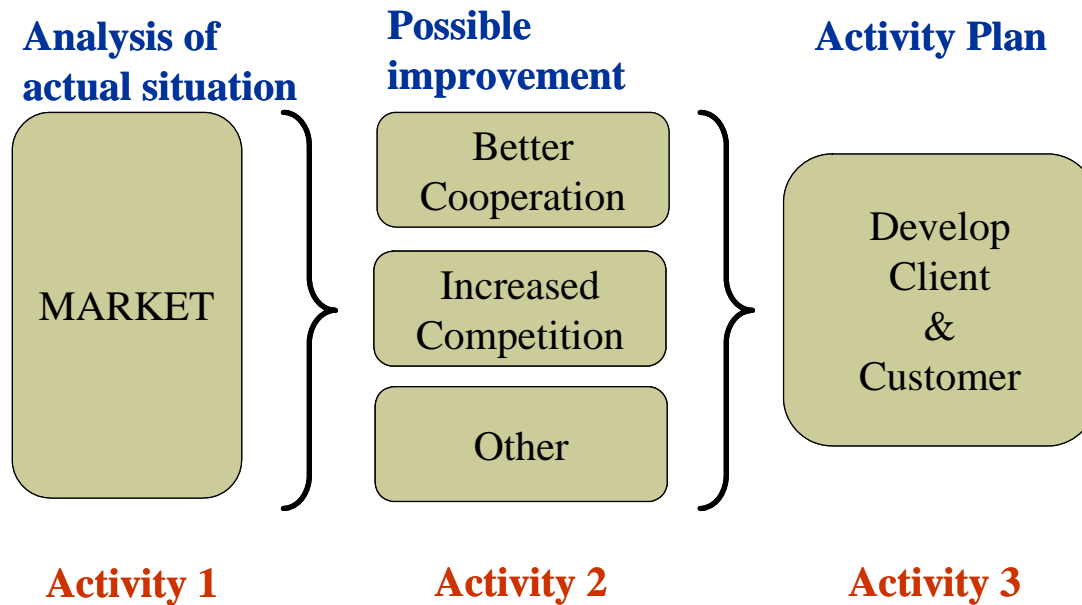 Analysis of
actual situation
Possible
improvement
Activity Plan
MARKET
Better
Cooperation
Increased
Competition
Other
Develop
Client
&
Customer
Activity 1
Activity 2
Activity 3